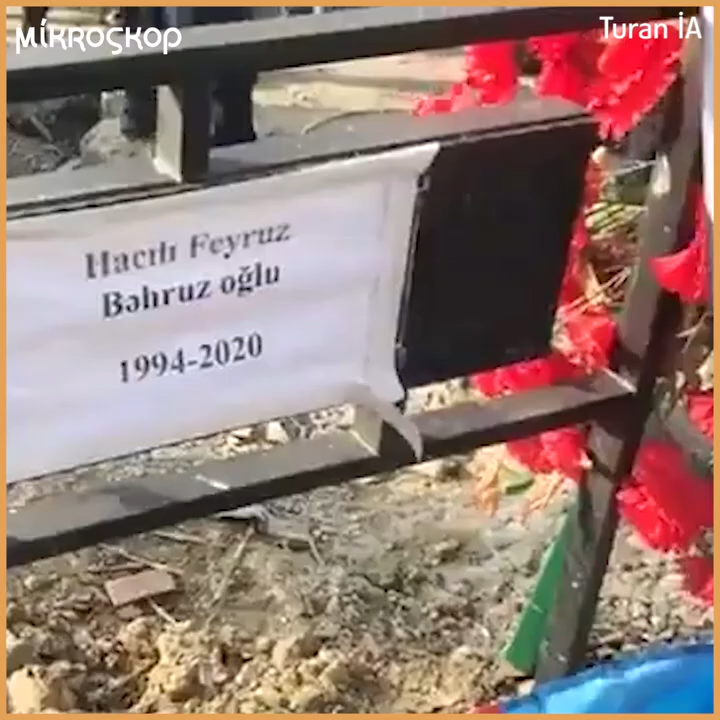 MİKROSKOP
Turan İA
Hacılı Feyruz
Bəhruz oğlu
1994-2020